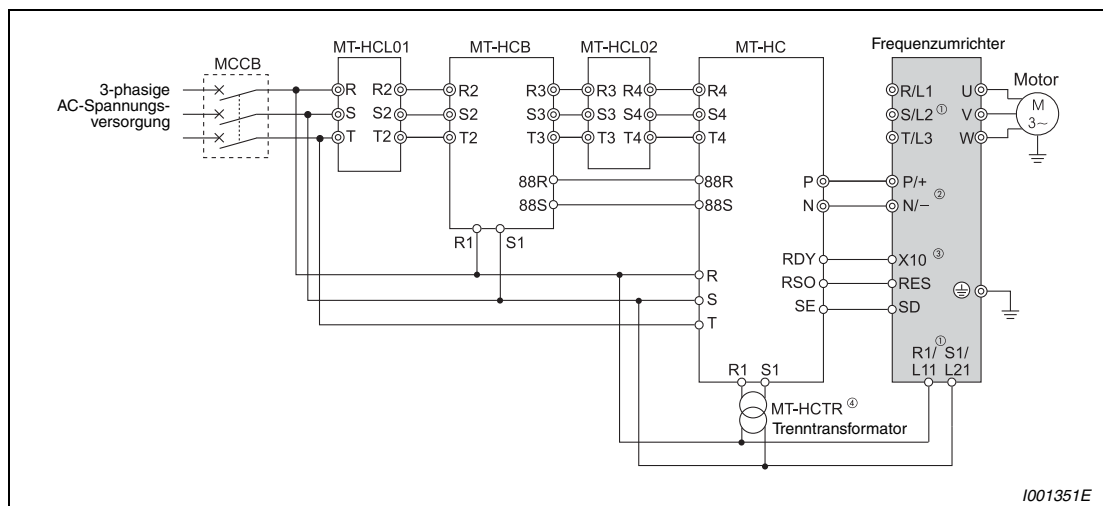 MT-HCL01 MT-HCB MT-HCL02 MT-HC Frequenzumrichter
MCCB
Motor
3-phasige
AC-Spannungs-
versorgung
R R2 R2 R3 R3 R4 R4 R/L1 U
S S2 S2 S3 S3 S4 S4 S/L2 ① V
T T2 T2 T3 T3 T4 T4 T/L3 W
M
3~
88R 88R P P/+
88S 88S N N/− ②
R1 S1
RDY X10 ③
R RSO RES
S SE SD
T
R1/ ① S1/
L11 L21
R1 S1
MT-HCTR ④
Trenntransformator
I001351E